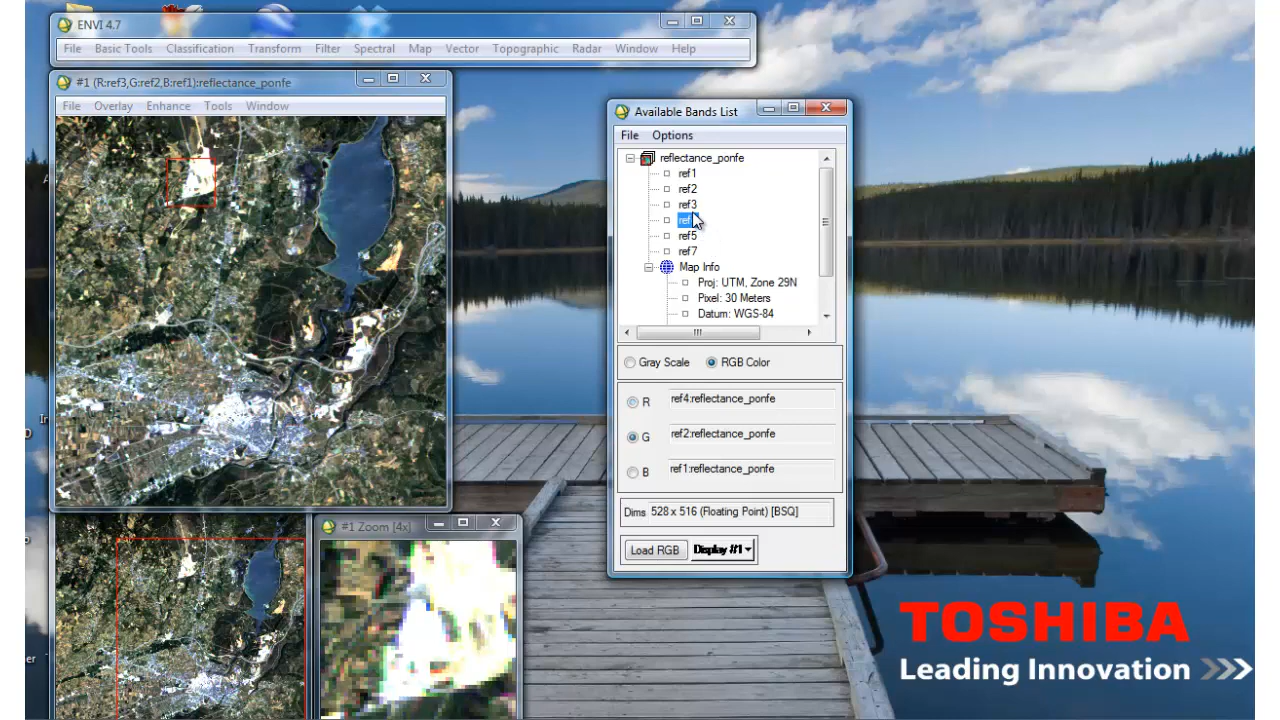 ENVI 4.7
File Basic Tools Classification Transform Filter Spectral Map Vector Topographic Radar Window Help
#1 (R:ref3,G:ref2,B:ref1):reflectance_ponfe
File Overlay Enhance Tools Window
Available Bands List
File Options
reflectance_ponfe
ref1
ref2
ref3
ref
ref5
ref7
Map Info
Proj: UTM, Zone 29N
Pixel: 30 Meters
Datum: WGS-84
Gray Scale RGB Color
R ref4:reflectance_ponfe
G ref2:reflectance_ponfe
B ref1:reflectance_ponfe
Dims 528 x 516 (Floating Point) [BSQ]
Load RGB Display #1
#1 Zoom [4x]
TOSHIBA
Leading Innovation >>>